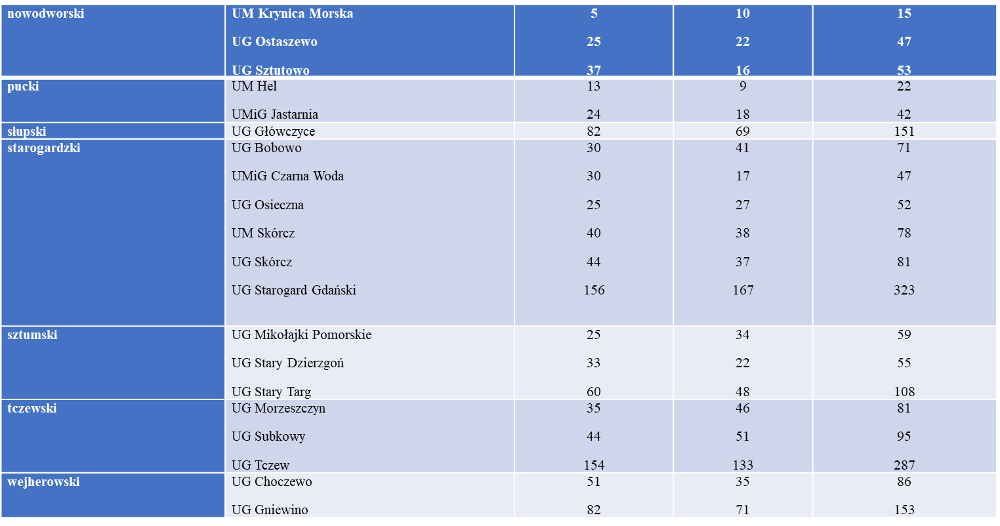 nowodworski UM Krynica Morska 5 10 15
UG Ostaszewo 25 22 47
UG Sztutowo 37 16 53
pucki UM Hel 13 9 22
UMiG Jastarnia 24 18 42
słupski UG Główczyce 82 69 151
starogardzki UG Bobowo 30 41 71
UMiG Czarna Woda 30 17 47
UG Osieczna 25 27 52
UM Skórcz 40 38 78
UG Skórcz 44 37 81
UG Starogard Gdański 156 167 323
sztumski UG Mikołajki Pomorskie 25 34 59
UG Stary Dzierzgoń 33 22 55
UG Stary Targ 60 48 108
tczewski UG Morzeszczyn 35 46 81
UG Subkowy 44 51 95
UG Tczew 154 133 287
wejherowski UG Choczewo 51 35 86
UG Gniewino 82 71 153